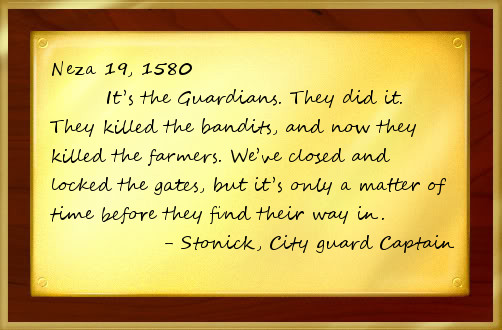 Neza 19, 1580
It's the Guardians. They did it.
They killed the bandits, and now they
killed the farmers. We've closed and
locked the gates, but it's only a matter of
time before they find their way in.
- Stonick, City guard Captain